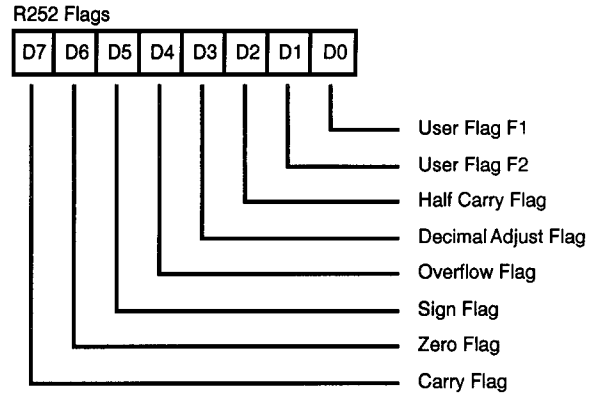 R252 Flags
D7 D6 D5 D4 D3 D2 D1 D0
User Flag F1
User Flag F2
Half Carry Flag
Decimal Adjust Flag
Overflow Flag
Sign Flag
Zero Flag
Carry Flag